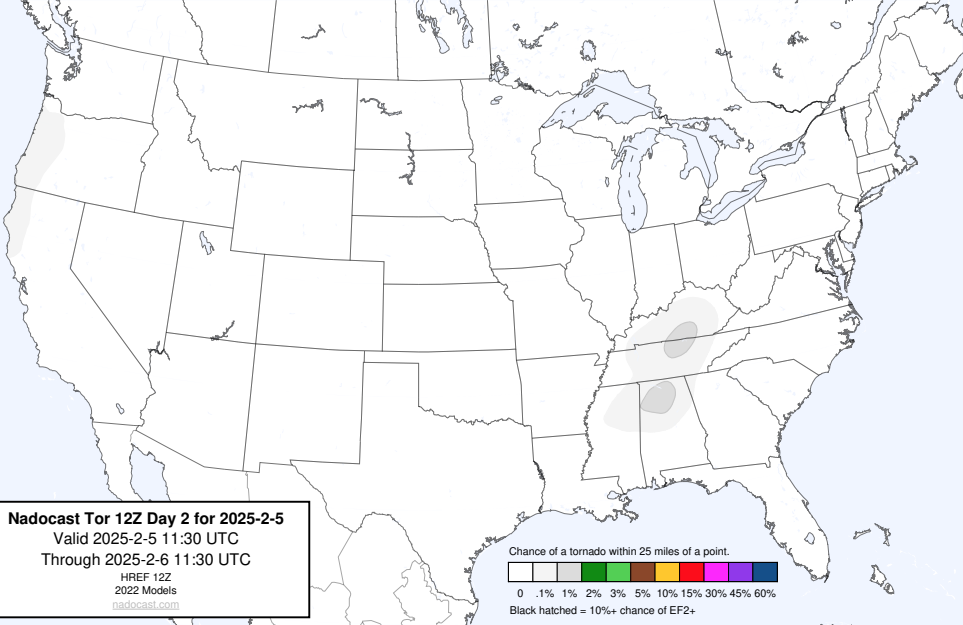 Nadocast Tor 12Z Day 2 for 2025-2-5
Valid 2025-2-5 11:30 UTC
Through 2025-2-6 11:30 UTC
HREF 12Z
2022 Models
nadocast.com
Chance of a tornado within 25 miles of a point.
0 .1% 1% 2% 3% 5% 10% 15% 30% 45% 60%
Black hatched = 10%+ chance of EF2+